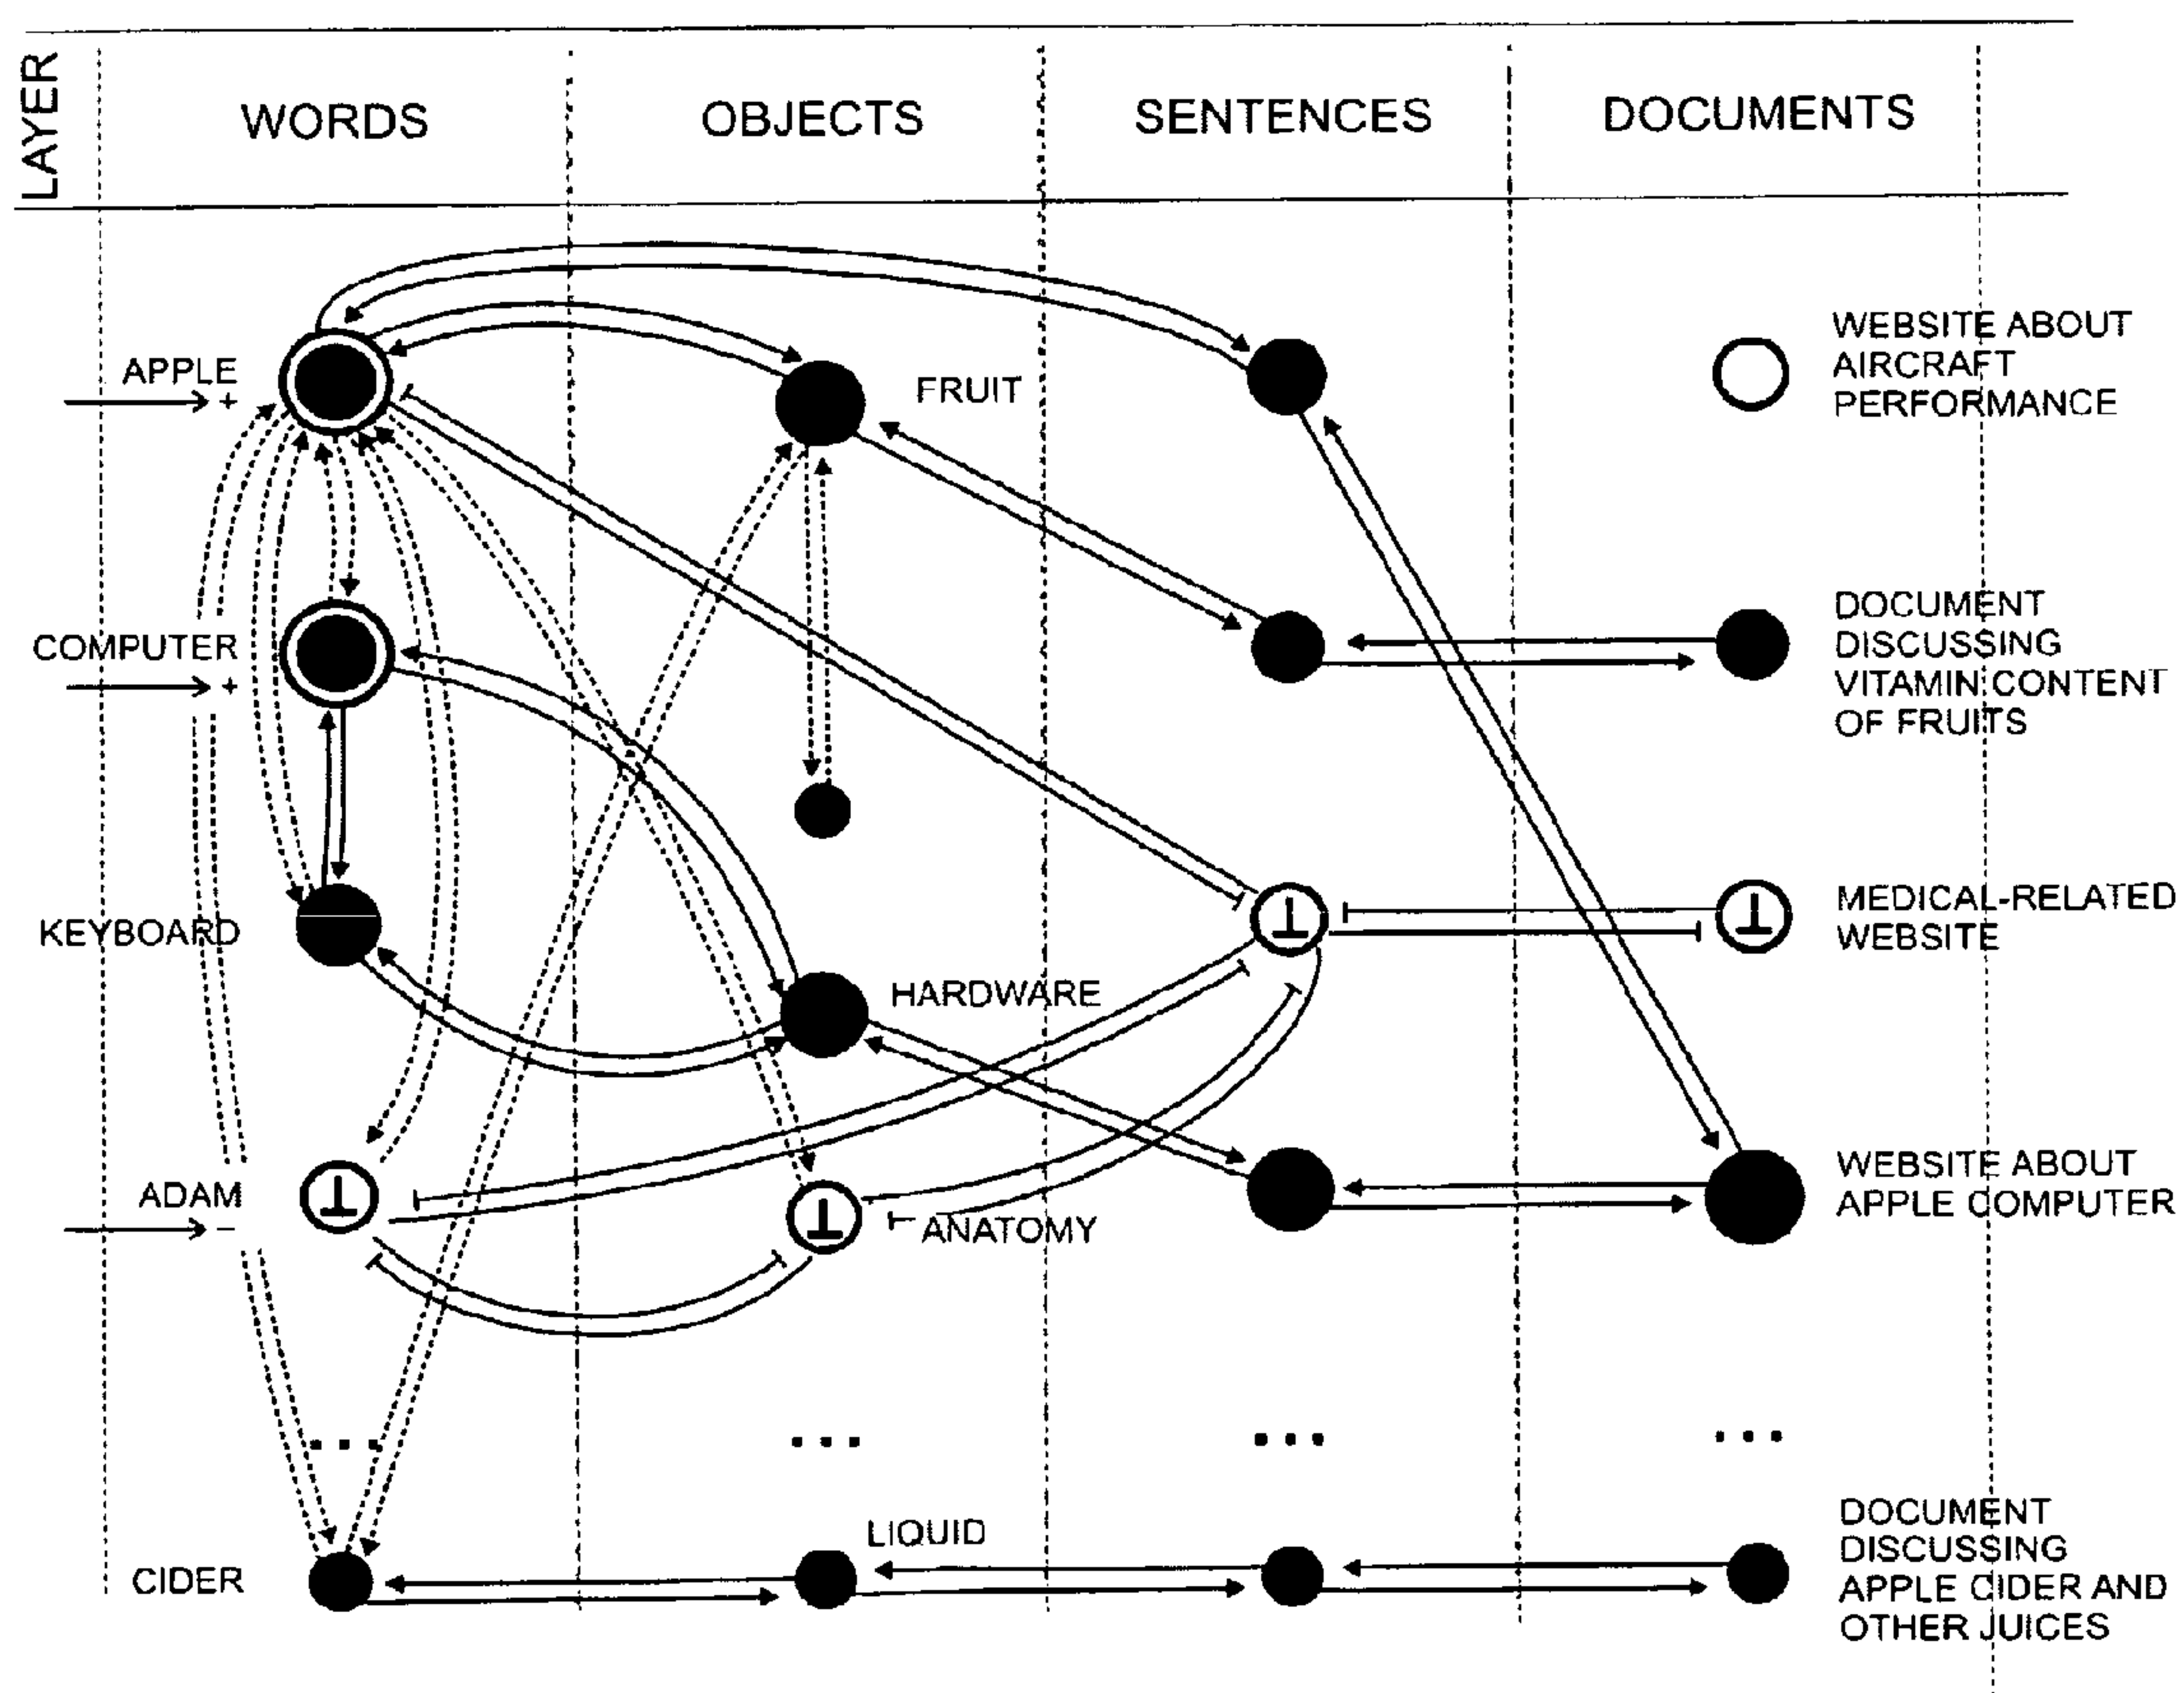 LAYER
WORDS
OBJECTS
SENTENCES
DOCUMENTS
APPLE
+
FRUIT
WEBSITE ABOUT
AIRCRAFT
PERFORMANCE
COMPUTER
+
DOCUMENT
DISCUSSING
VITAMIN CONTENT
OF FRUITS
KEYBOARD
HARDWARE
MEDICAL-RELATED
WEBSITE
ADAM
–
ANATOMY
WEBSITE ABOUT
APPLE COMPUTER
...
...
...
...
CIDER
LIQUID
DOCUMENT
DISCUSSING
APPLE CIDER AND
OTHER JUICES